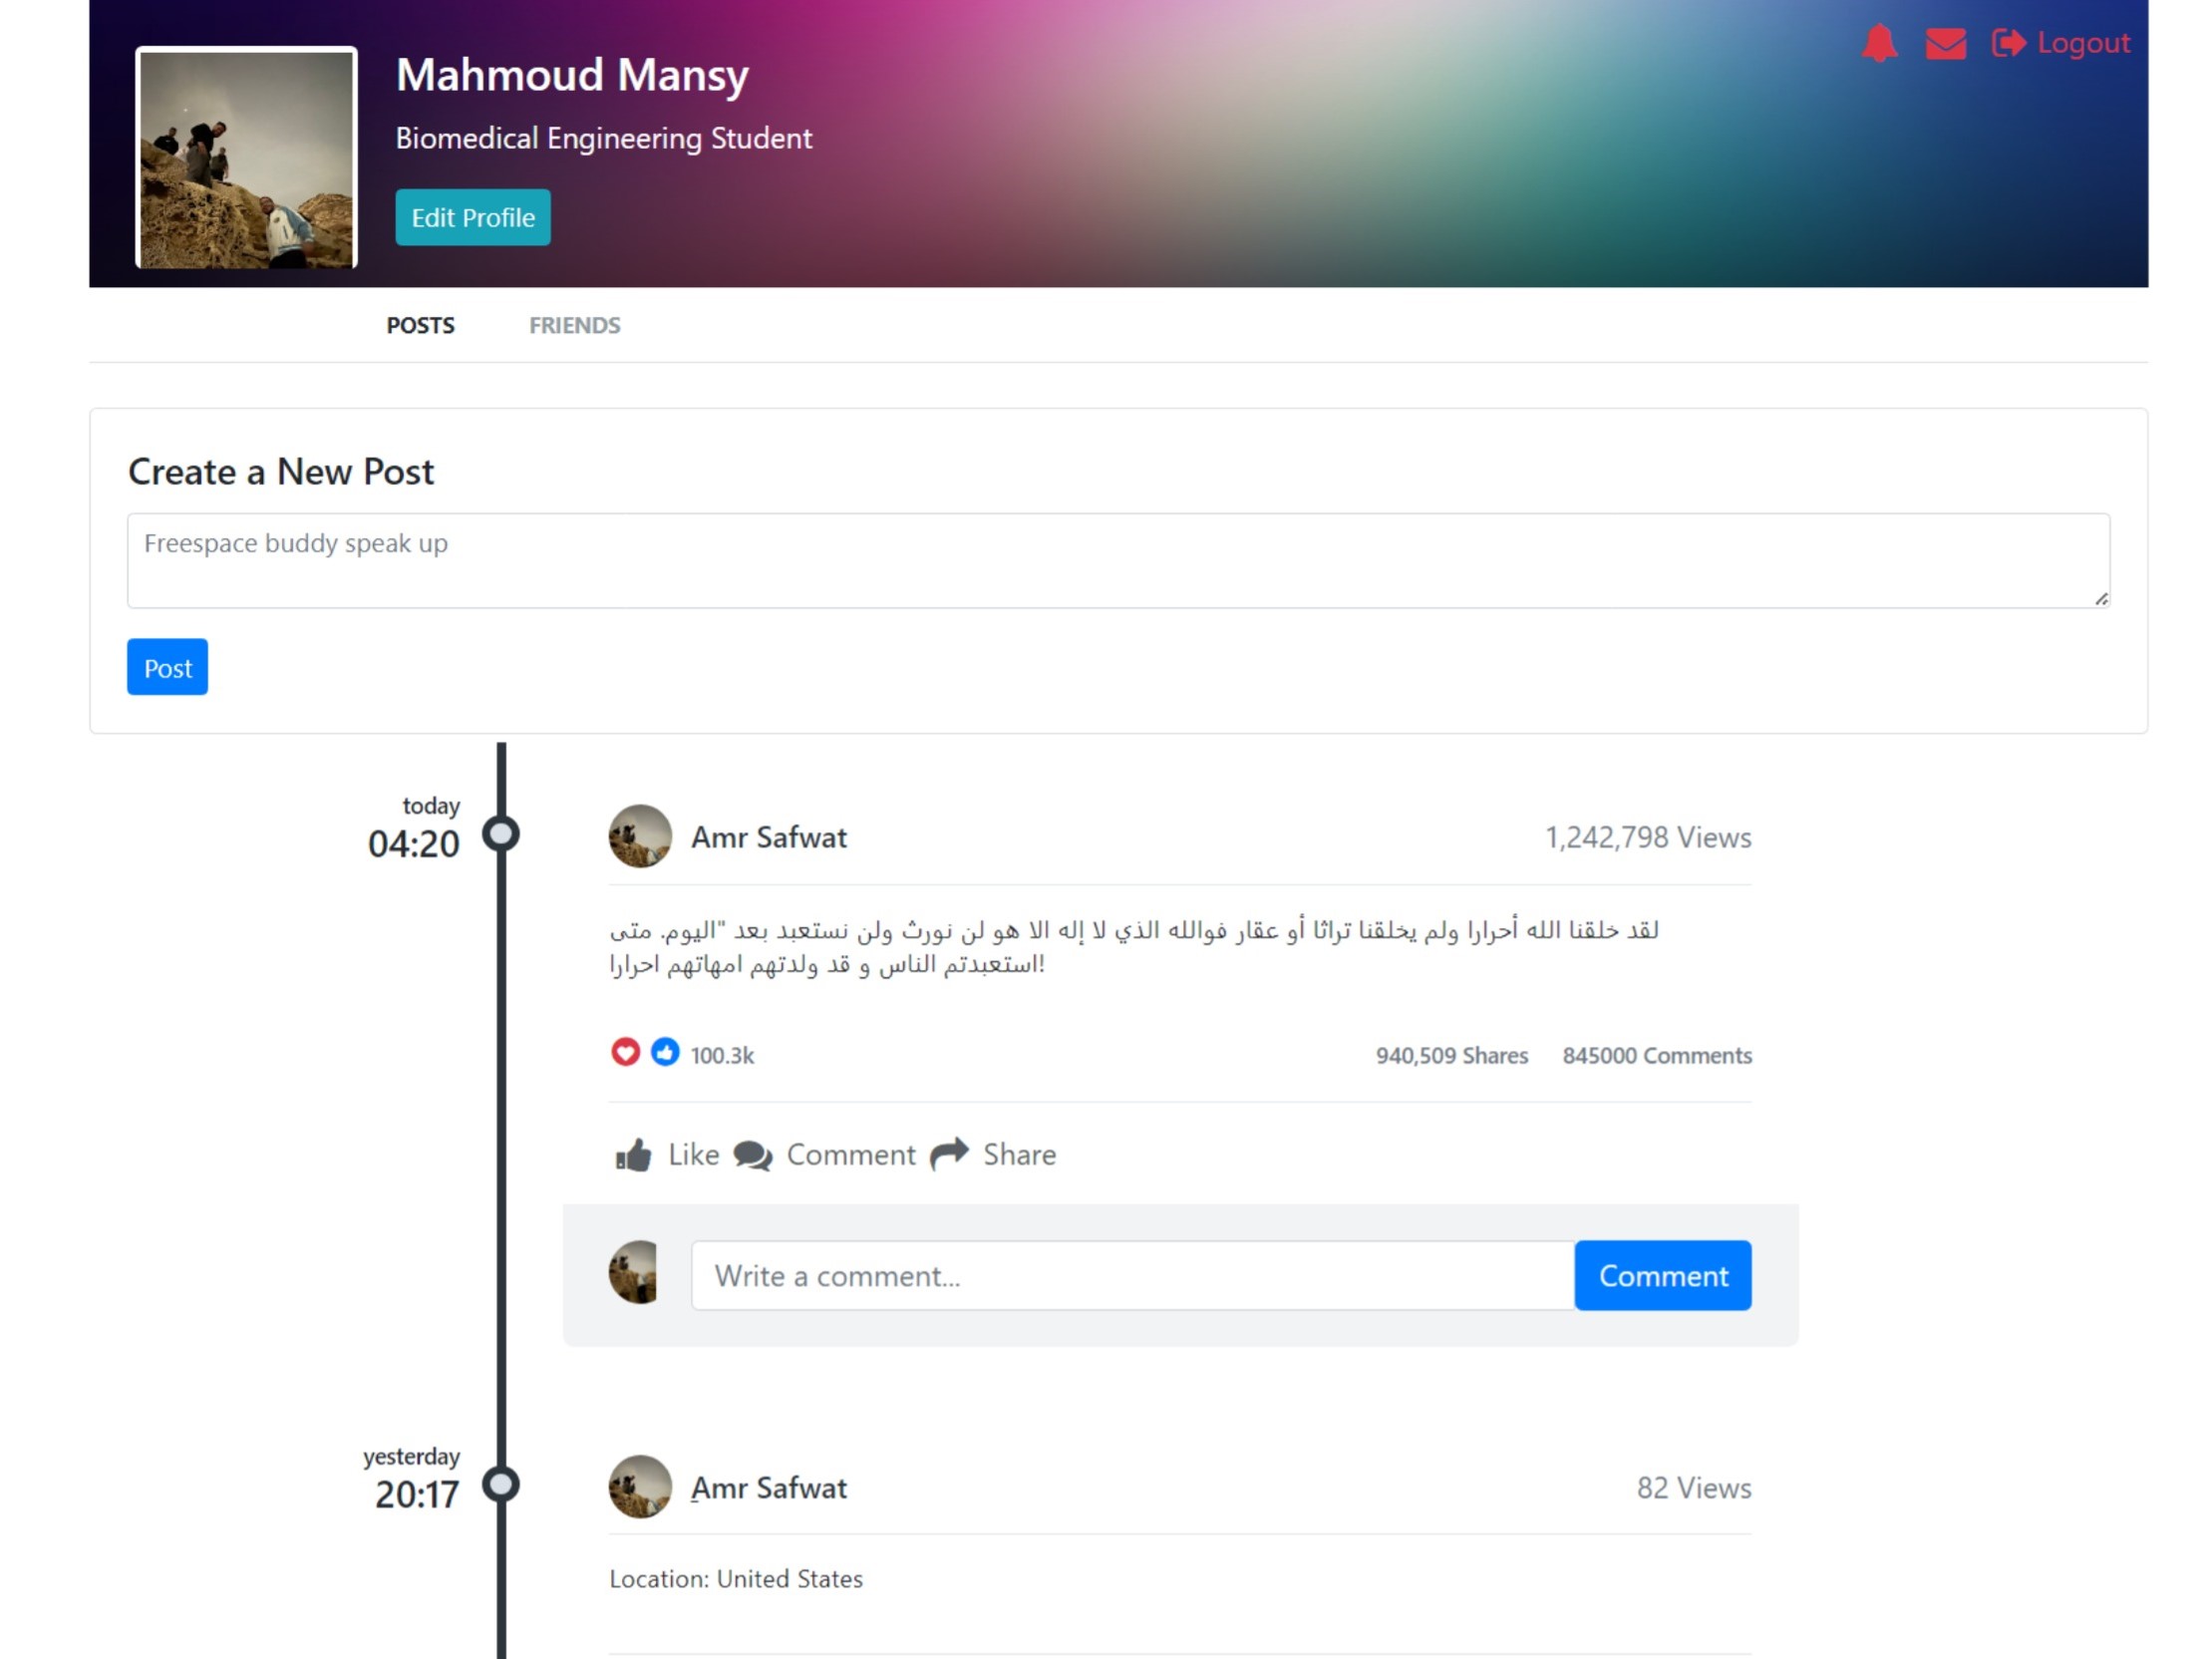 Logout
Mahmoud Mansy
Biomedical Engineering Student
Edit Profile
POSTS FRIENDS
Create a New Post
Freespace buddy speak up
Post
today
04:20
Amr Safwat 1,242,798 Views
لقد خلقنا الله أحرارا ولم يخلقنا تراثا أو عقار فوالله الذي لا إله الا هو لن نورث ولن نستعبد بعد "اليوم. متى
استعبدتم الناس و قد ولدتهم امهاتهم احرارا!
100.3k 940,509 Shares 845000 Comments
Like Comment Share
Write a comment... Comment
yesterday
20:17
Amr Safwat 82 Views
Location: United States